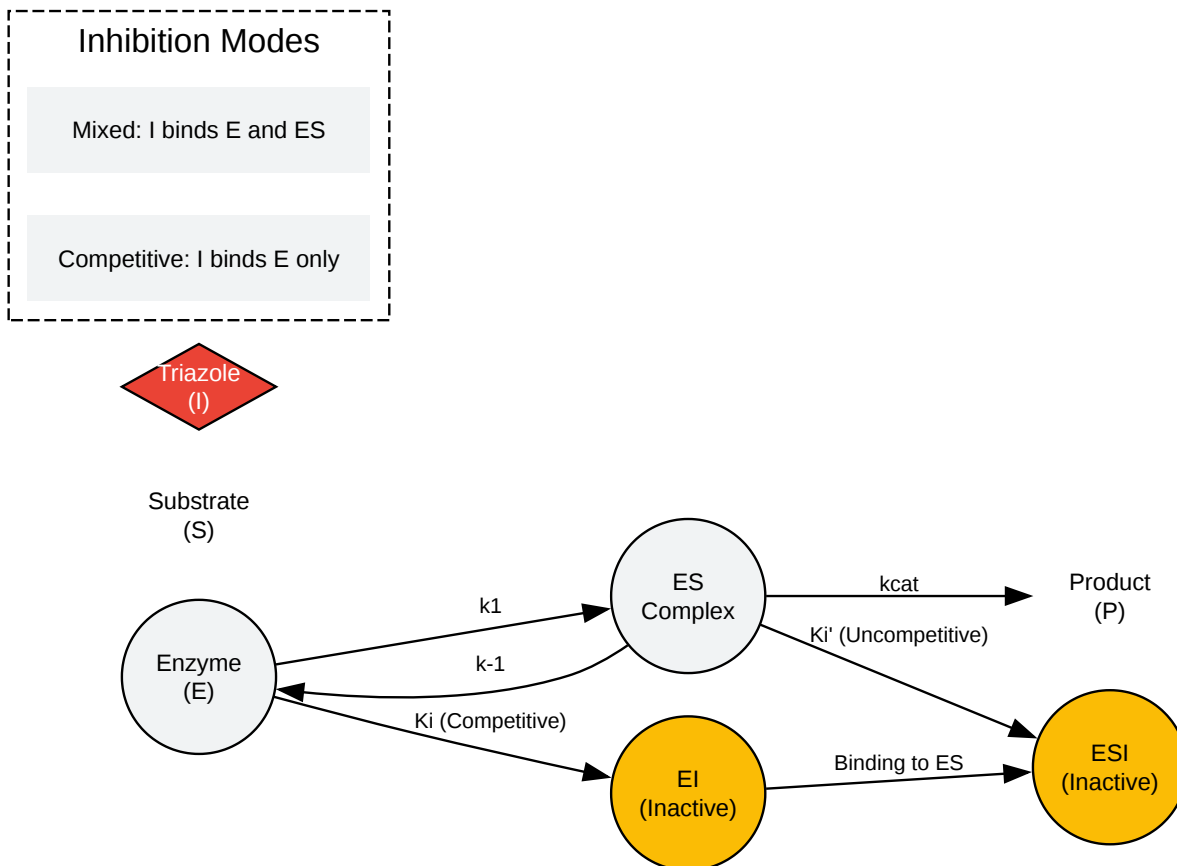 Inhibition Modes
Mixed: I binds E and ES
Competitive: I binds E only
Triazole
(I)
Substrate
(S)
Enzyme
(E)
k1
k-1
Ki (Competitive)
ES
Complex
kcat
Ki' (Uncompetitive)
Product
(P)
EI
(Inactive)
Binding to ES
ESI
(Inactive)